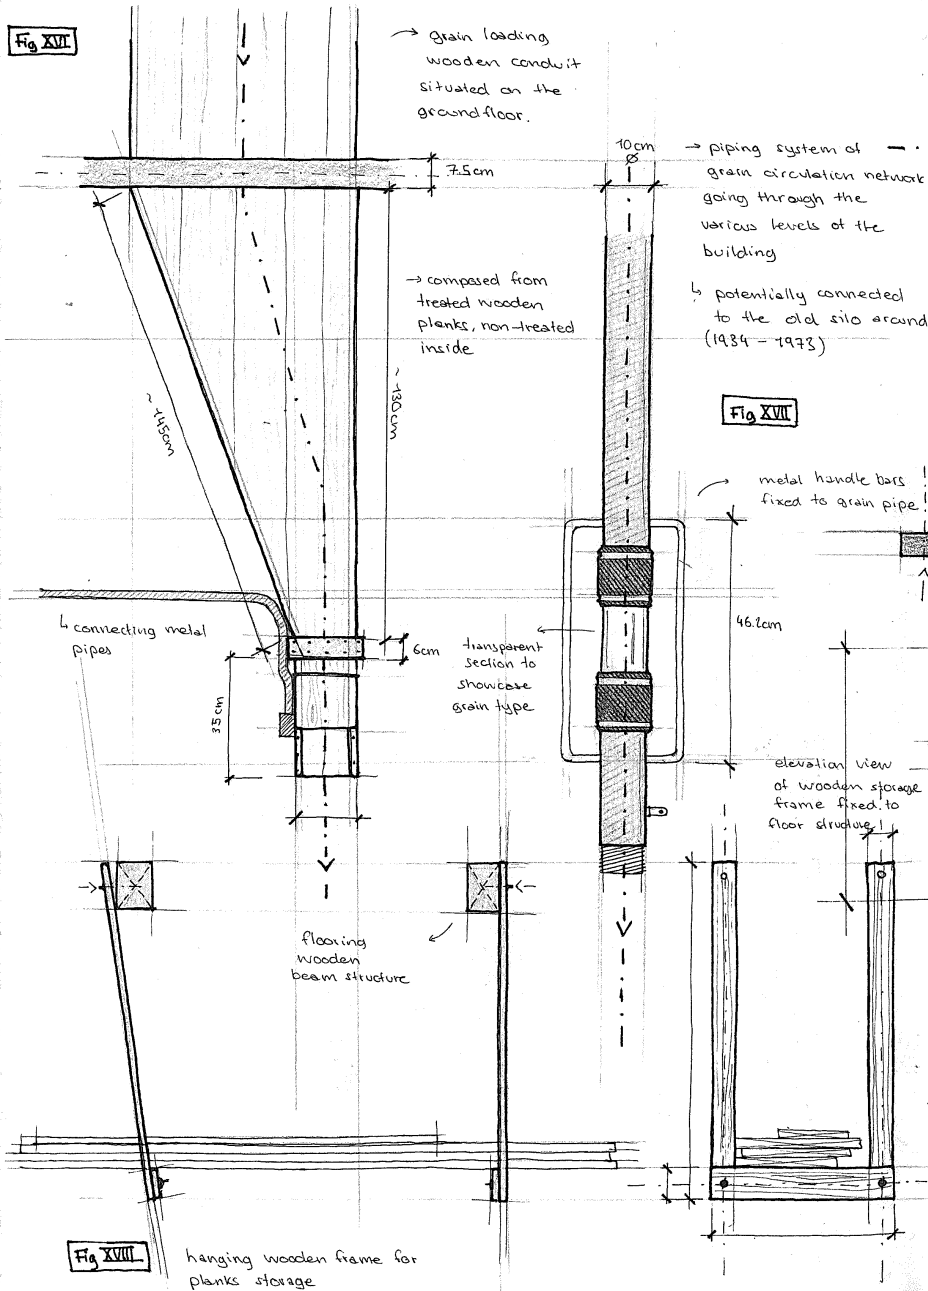 Fig XVI
→ grain loading
wooden conduit
situated on the
groundfloor.
7.5cm
10cm
→ piping system of
grain circulation network
going through the
various levels of the
building
↳ potentially connected
to the old silo around
(1934 - 1973)
→ composed from
treated wooden
planks, non-treated
inside
~ 145cm
~ 130cm
Fig XVII
metal handle bars
fixed to grain pipe
↳ connecting metal
pipes
6cm
35cm
transparent
section to
showcase
grain type
46.2cm
elevation view
of wooden storage
frame fixed to
floor structure!
flooring
wooden
beam structure
Fig XVIII
hanging wooden frame for
planks storage